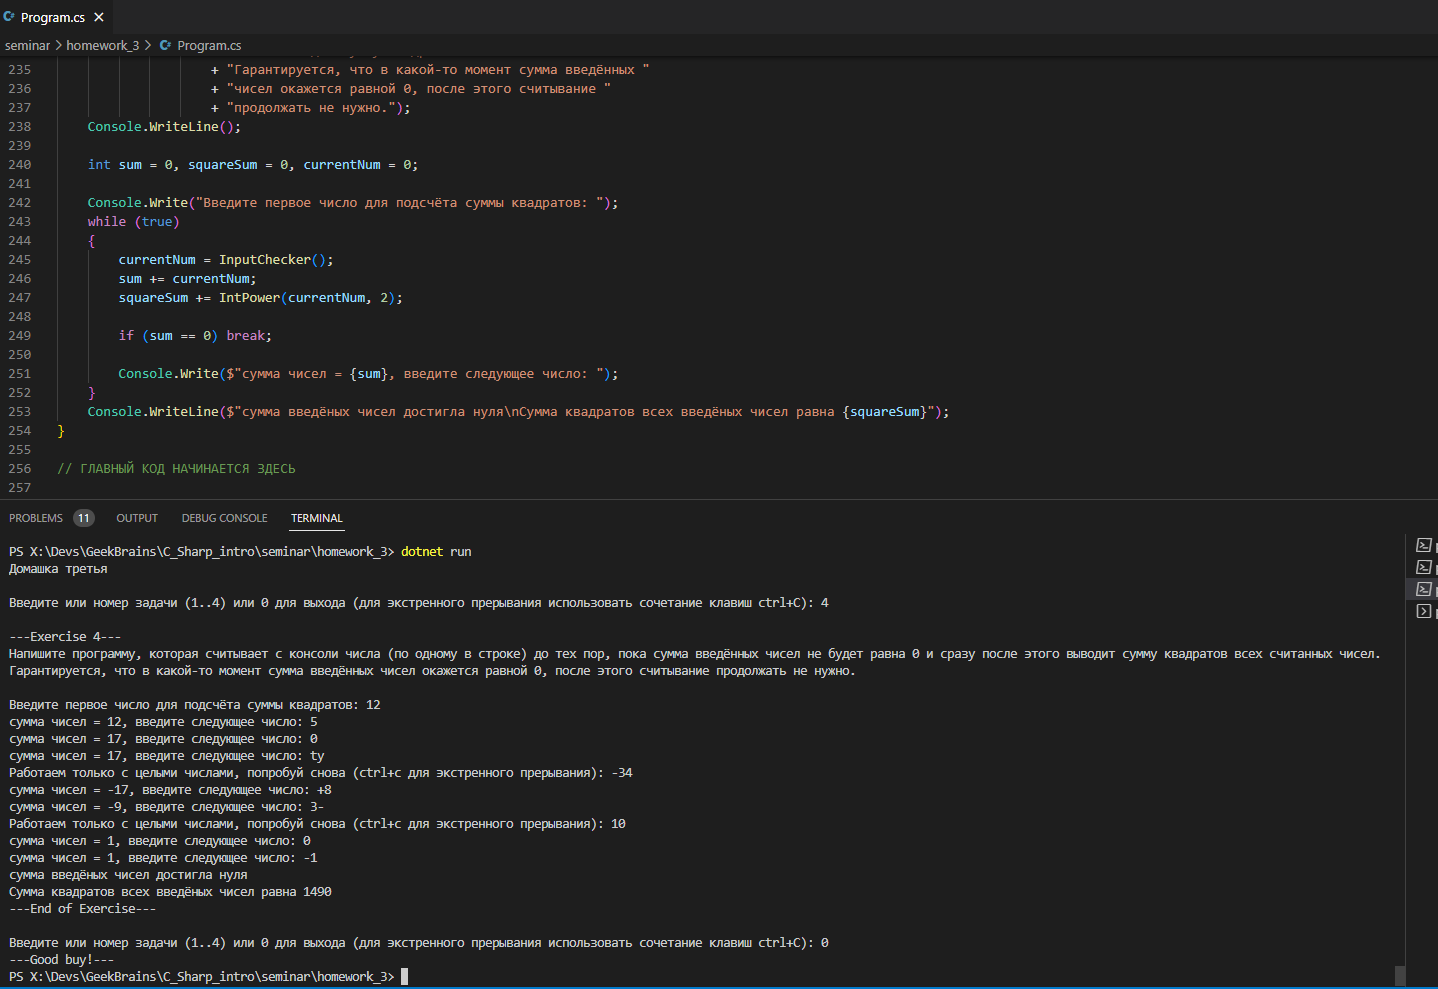 Program.cs
seminar > homework_3 > Program.cs
235 + "Гарантируется, что в какой-то момент сумма введённых "
236 + "чисел окажется равной 0, после этого считывание "
237 + "продолжать не нужно.");
238 Console.WriteLine();
239
240 int sum = 0, squareSum = 0, currentNum = 0;
241
242 Console.Write("Введите первое число для подсчёта суммы квадратов: ");
243 while (true)
244 {
245 currentNum = InputChecker();
246 sum += currentNum;
247 squareSum += IntPower(currentNum, 2);
248
249 if (sum == 0) break;
250
251 Console.Write($"сумма чисел = {sum}, введите следующее число: ");
252 }
253 Console.WriteLine($"сумма введёных чисел достигла нуля\nСумма квадратов всех введёных чисел равна {squareSum}");
254 }
255
256 // ГЛАВНЫЙ КОД НАЧИНАЕТСЯ ЗДЕСЬ
257
PROBLEMS 11 OUTPUT DEBUG CONSOLE TERMINAL
PS X:\Devs\GeekBrains\C_Sharp_intro\seminar\homework_3> dotnet run
Домашка третья
Введите или номер задачи (1..4) или 0 для выхода (для экстренного прерывания использовать сочетание клавиш ctrl+C): 4
---Exercise 4---
Напишите программу, которая считывает с консоли числа (по одному в строке) до тех пор, пока сумма введённых чисел не будет равна 0 и сразу после этого выводит сумму квадратов всех считанных чисел.
Гарантируется, что в какой-то момент сумма введённых чисел окажется равной 0, после этого считывание продолжать не нужно.
Введите первое число для подсчёта суммы квадратов: 12
сумма чисел = 12, введите следующее число: 5
сумма чисел = 17, введите следующее число: 0
сумма чисел = 17, введите следующее число: ty
Работаем только с целыми числами, попробуй снова (ctrl+c для экстренного прерывания): -34
сумма чисел = -17, введите следующее число: +8
сумма чисел = -9, введите следующее число: 3-
Работаем только с целыми числами, попробуй снова (ctrl+c для экстренного прерывания): 10
сумма чисел = 1, введите следующее число: 0
сумма чисел = 1, введите следующее число: -1
сумма введёных чисел достигла нуля
Сумма квадратов всех введёных чисел равна 1490
---End of Exercise---
Введите или номер задачи (1..4) или 0 для выхода (для экстренного прерывания использовать сочетание клавиш ctrl+C): 0
---Good buy!---
PS X:\Devs\GeekBrains\C_Sharp_intro\seminar\homework_3>